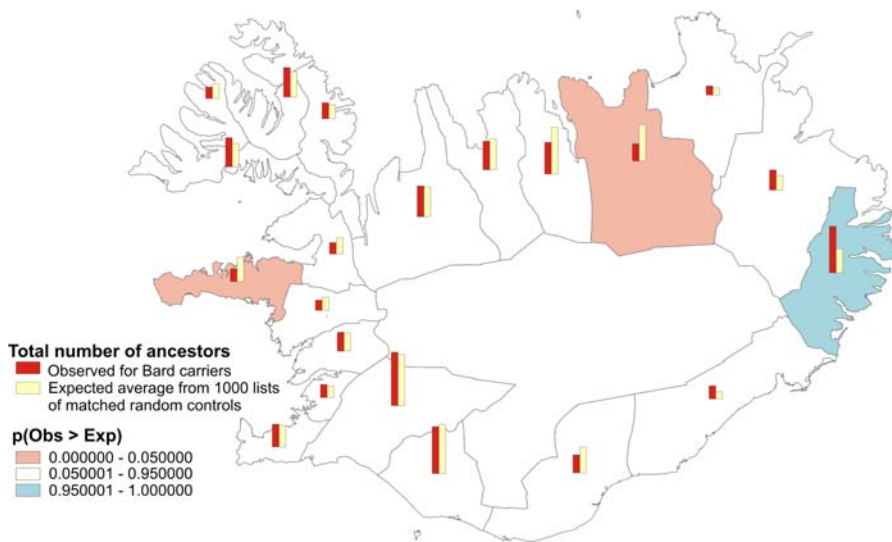 Total number of ancestors
Observed for Bard carriers
Expected average from 1000 lists
of matched random controls
p(Obs > Exp)
0.000000 - 0.050000
0.050001 - 0.950000
0.950001 - 1.000000